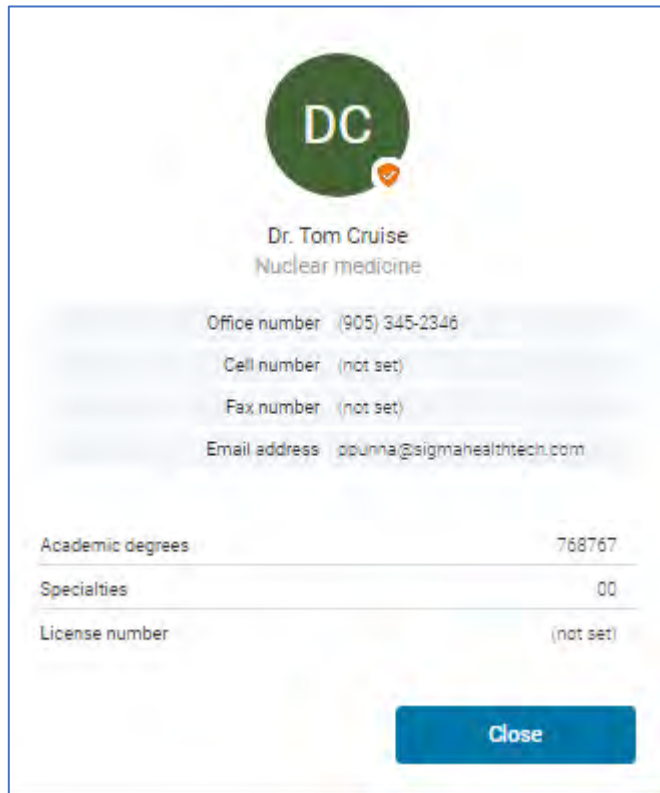 DC
Dr. Tom Cruise
Nuclear medicine
Office number (905) 345-2346
Cell number (not set)
Fax number (not set)
Email address ppunna@sigmahealthtech.com
Academic degrees 768767
Specialties 00
License number (not set)
Close